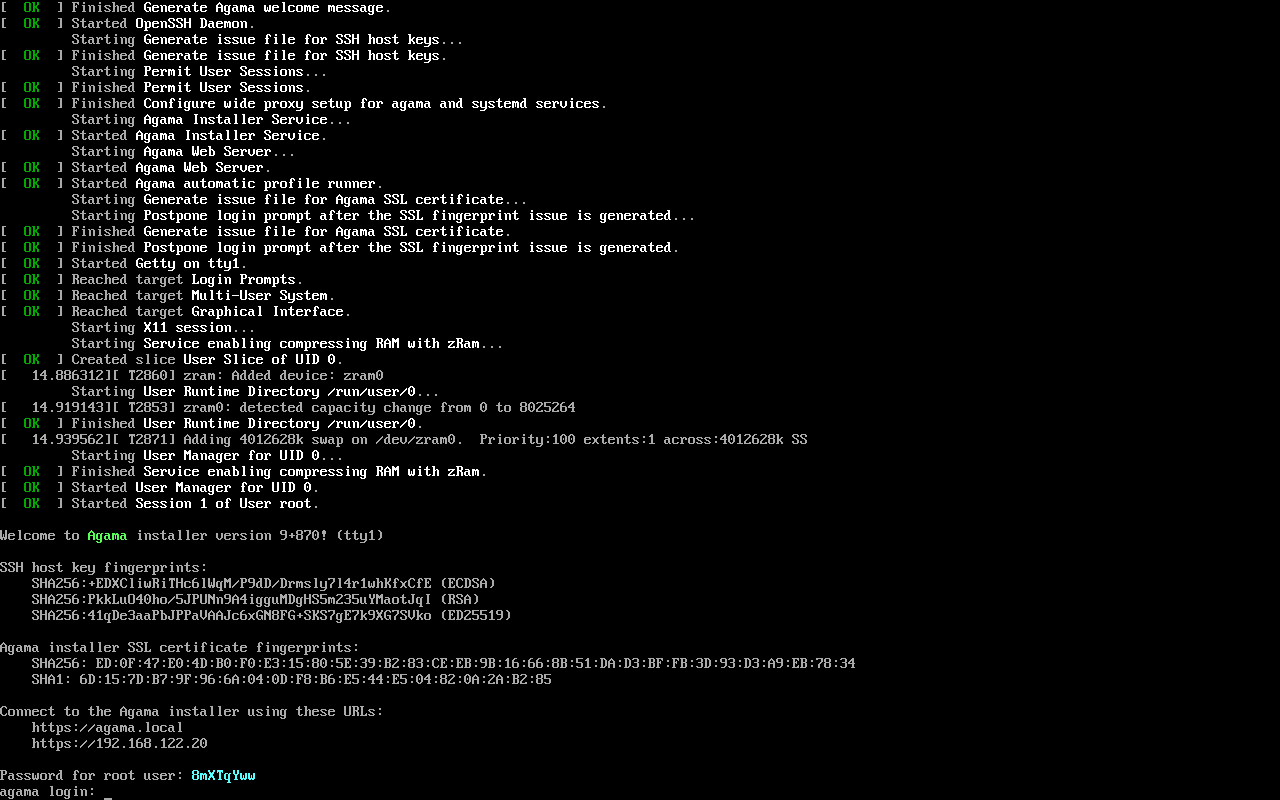 [  OK  ] Finished Generate Agama welcome message.
[  OK  ] Started OpenSSH Daemon.
         Starting Generate issue file for SSH host keys...
[  OK  ] Finished Generate issue file for SSH host keys.
         Starting Permit User Sessions...
[  OK  ] Finished Permit User Sessions.
[  OK  ] Finished Configure wide proxy setup for agama and systemd services.
         Starting Agama Installer Service...
[  OK  ] Started Agama Installer Service.
         Starting Agama Web Server...
[  OK  ] Started Agama Web Server.
[  OK  ] Started Agama automatic profile runner.
         Starting Generate issue file for Agama SSL certificate...
         Starting Postpone login prompt after the SSL fingerprint issue is generated...
[  OK  ] Finished Generate issue file for Agama SSL certificate.
[  OK  ] Finished Postpone login prompt after the SSL fingerprint issue is generated.
[  OK  ] Started Getty on tty1.
[  OK  ] Reached target Login Prompts.
[  OK  ] Reached target Multi-User System.
[  OK  ] Reached target Graphical Interface.
         Starting X11 session...
         Starting Service enabling compressing RAM with zRam...
[  OK  ] Created slice User Slice of UID 0.
[   14.886312][ T2860] zram: Added device: zram0
         Starting User Runtime Directory /run/user/0...
[   14.919143][ T2853] zram0: detected capacity change from 0 to 8025264
[  OK  ] Finished User Runtime Directory /run/user/0.
[   14.939562][ T2871] Adding 4012628k swap on /dev/zram0.  Priority:100 extents:1 across:4012628k SS
         Starting User Manager for UID 0...
[  OK  ] Finished Service enabling compressing RAM with zRam.
[  OK  ] Started User Manager for UID 0.
[  OK  ] Started Session 1 of User root.
Welcome to Agama installer version 9+870! (tty1)
SSH host key fingerprints:
    SHA256:+EDXCliwRiTHc6lWqM/P9dD/Drmsly7l4r1whKfxCfE (ECDSA)
    SHA256:PkkLuO40ho/5JPUNn9A4igguMDgHS5m235uYMaotJqI (RSA)
    SHA256:41qDe3aaPbJPPaVAAJc6xGN8FG+SKS7gE7k9XG7SVko (ED25519)
Agama installer SSL certificate fingerprints:
    SHA256: ED:0F:47:E0:4D:B0:F0:E3:15:80:5E:39:B2:83:CE:EB:9B:16:66:8B:51:DA:D3:BF:FB:3D:93:D3:A9:EB:78:34
    SHA1: 6D:15:7D:B7:9F:96:6A:04:0D:F8:B6:E5:44:E5:04:82:0A:2A:B2:85
Connect to the Agama installer using these URLs:
    https://agama.local
    https://192.168.122.20
Password for root user: 8mXTqYww
agama login: _